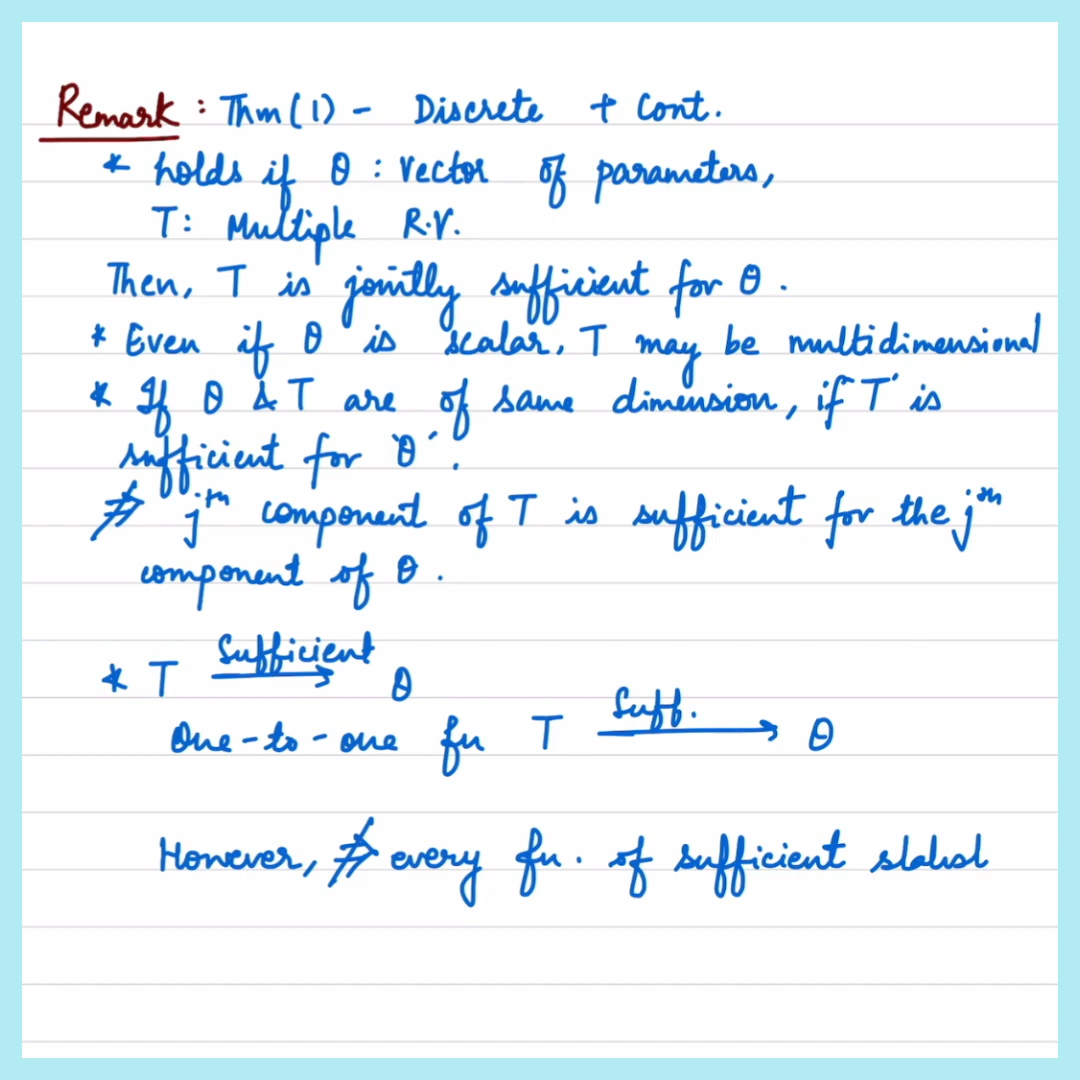 Remark : Thm (1) - Discrete + Cont.
* holds if θ : vector of parameters,
T: Multiple R.V.
Then, T is jointly sufficient for θ.
* Even if θ is scalar, T may be multidimensional
* If θ & T are of same dimension, if 'T' is
sufficient for 'θ'.
⇏ jth component of T is sufficient for the jth
component of θ.
* T Sufficient → θ
One-to-one fn T Suff. → θ
However, ⇏ every fn. of sufficient